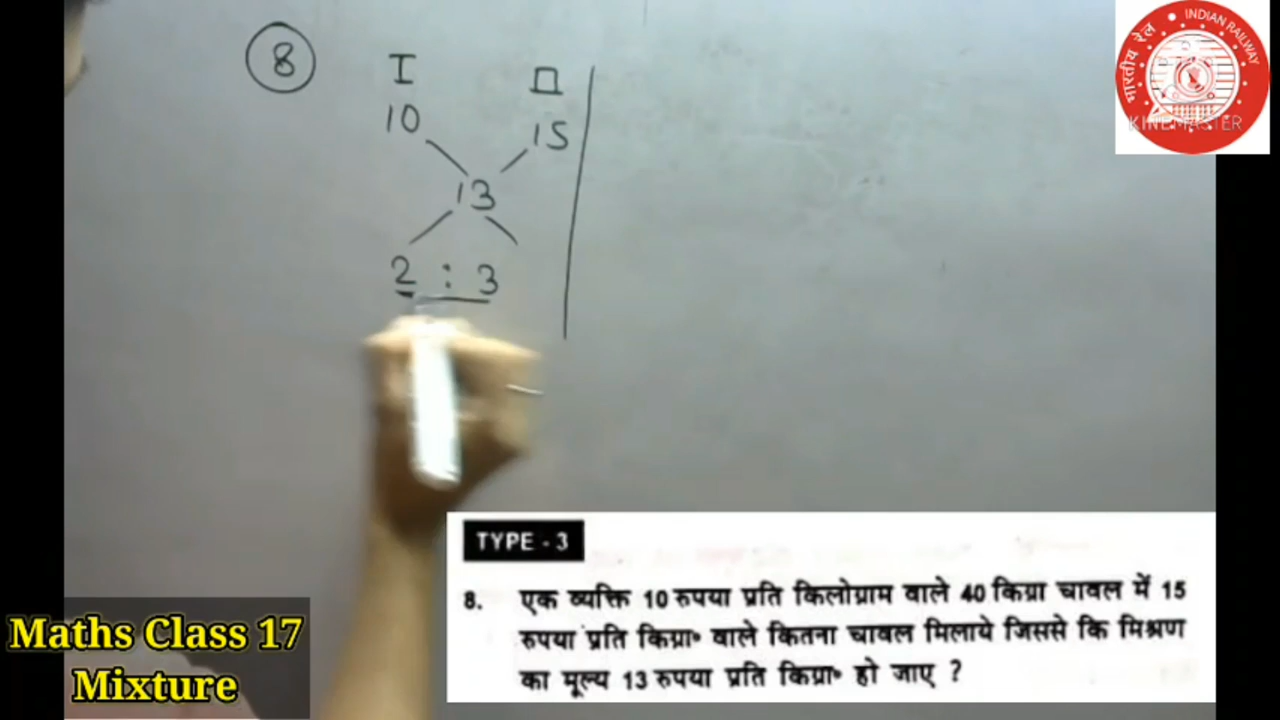 8
I II
10 15
13
2 : 3
भारतीय रेल INDIAN RAILWAY
KINEMASTER
TYPE - 3
8. एक व्यक्ति 10 रुपया प्रति किलोग्राम वाले 40 किग्रा चावल में 15
रुपया प्रति किग्रा॰ वाले कितना चावल मिलाये जिससे कि मिश्रण
का मूल्य 13 रुपया प्रति किग्रा॰ हो जाए ?
Maths Class 17
Mixture